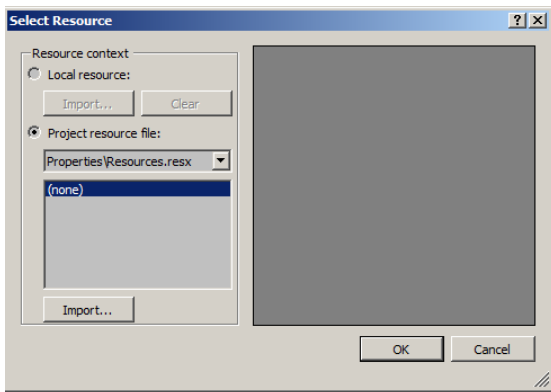 Select Resource
Resource context
Local resource:
Import... Clear
Project resource file:
Properties\Resources.resx
(none)
Import...
OK Cancel